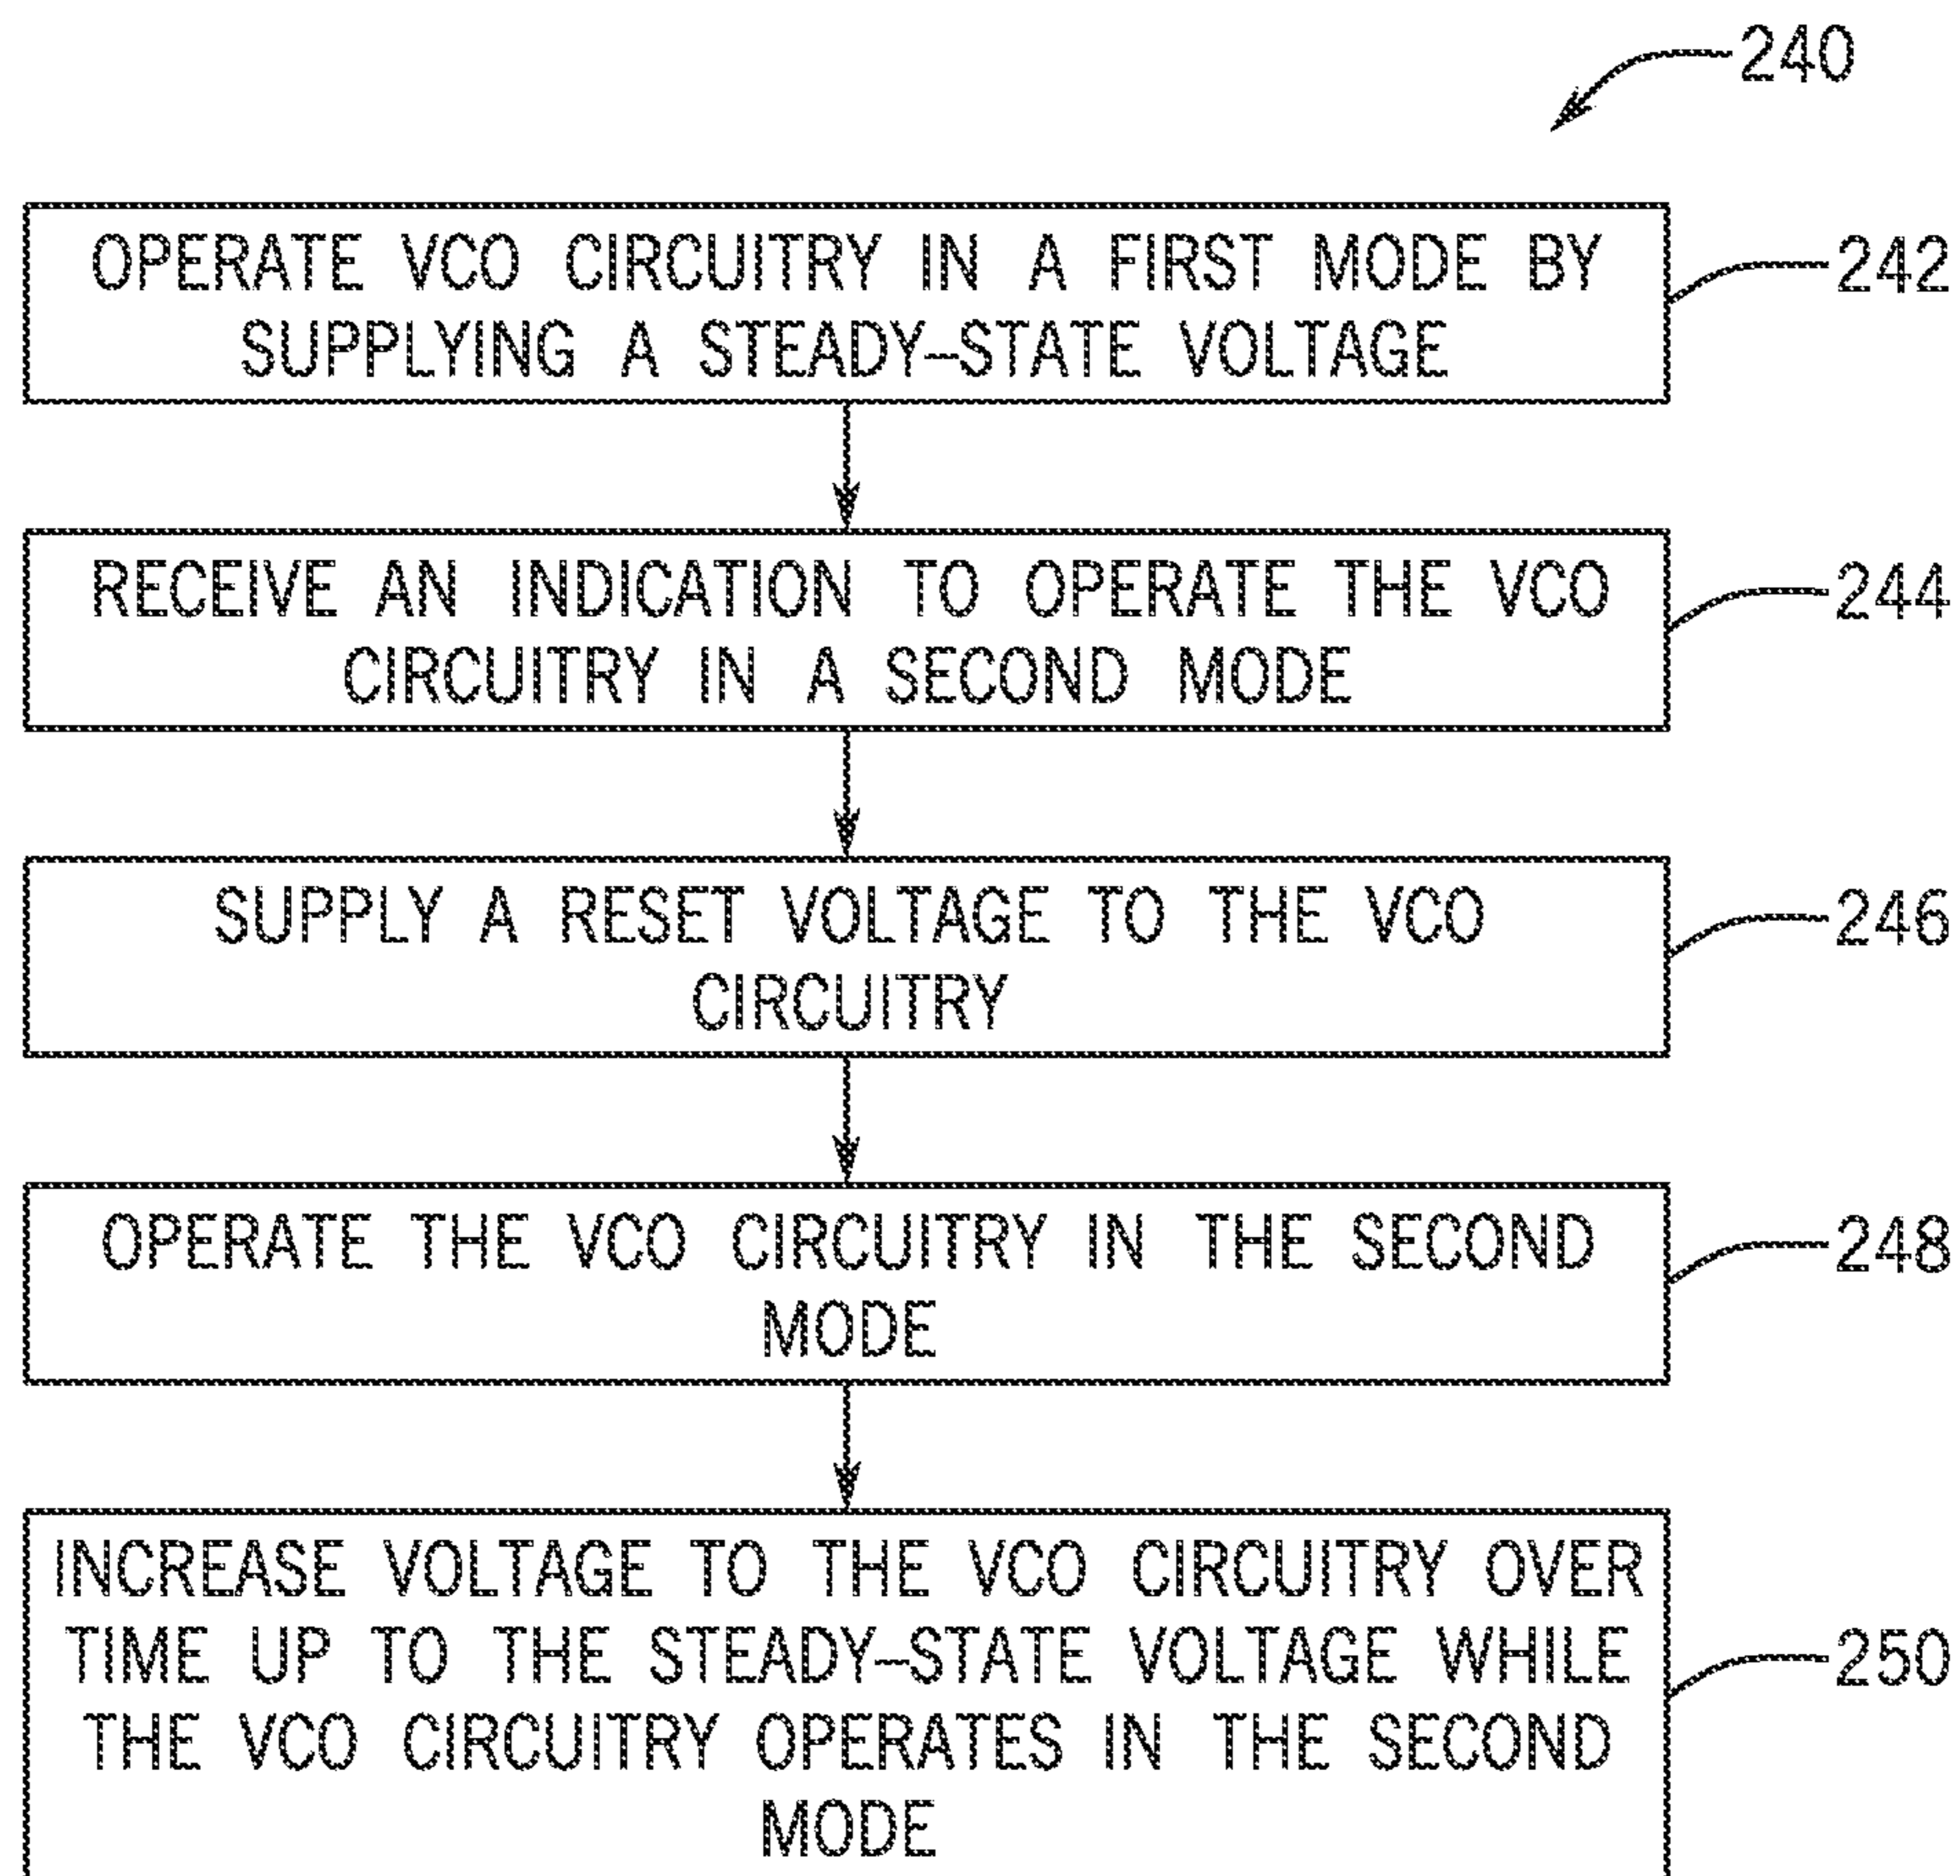 240
OPERATE VCO CIRCUITRY IN A FIRST MODE BY
SUPPLYING A STEADY-STATE VOLTAGE
242
RECEIVE AN INDICATION TO OPERATE THE VCO
CIRCUITRY IN A SECOND MODE
244
SUPPLY A RESET VOLTAGE TO THE VCO
CIRCUITRY
246
OPERATE THE VCO CIRCUITRY IN THE SECOND
MODE
248
INCREASE VOLTAGE TO THE VCO CIRCUITRY OVER
TIME UP TO THE STEADY-STATE VOLTAGE WHILE
THE VCO CIRCUITRY OPERATES IN THE SECOND
MODE
250